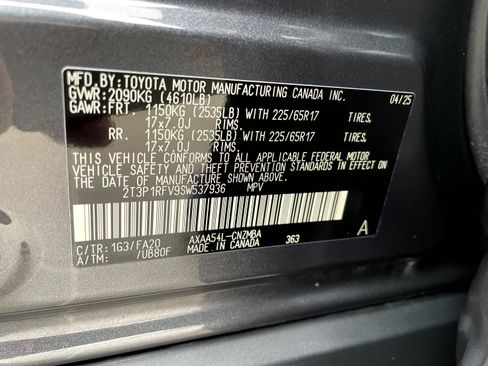 MFD.BY:TOYOTA MOTOR MANUFACTURING CANADA INC.
GVWR:2090KG (4610LB) 04/25
GAWR:FRT. 1150KG (2535LB) WITH 225/65R17 TIRES,
17x7.0J RIMS,
RR. 1150KG (2535LB) WITH 225/65R17 TIRES,
17x7.0J RIMS.
THIS VEHICLE CONFORMS TO ALL APPLICABLE FEDERAL MOTOR
VEHICLE SAFETY AND THEFT PREVENTION STANDARDS IN EFFECT ON
THE DATE OF MANUFACTURE SHOWN ABOVE.
2T3P1RFV9SW537936 MPV
C/TR:1G3/FA20 AXAA54L-CNZMBA A
A/TM: /UB80F MADE IN CANADA 363